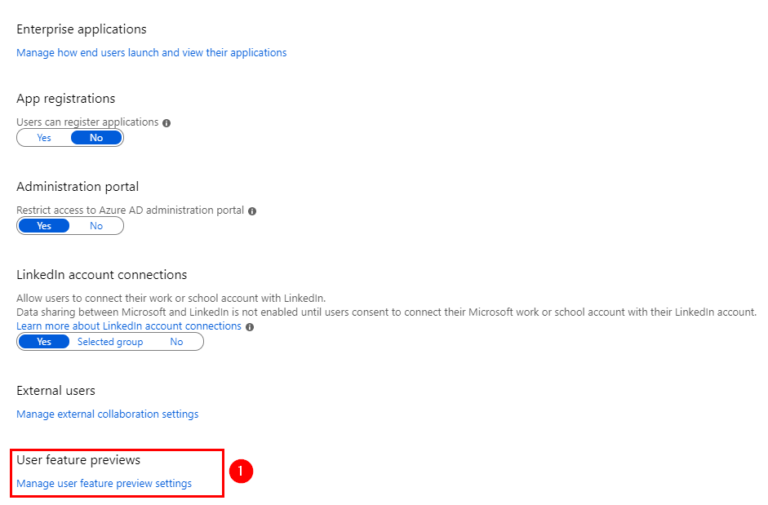 Enterprise applications
Manage how end users launch and view their applications
App registrations
Users can register applications
Yes No
Administration portal
Restrict access to Azure AD administration portal
Yes No
LinkedIn account connections
Allow users to connect their work or school account with LinkedIn.
Data sharing between Microsoft and LinkedIn is not enabled until users consent to connect their Microsoft work or school account with their LinkedIn account.
Learn more about LinkedIn account connections
Yes Selected group No
External users
Manage external collaboration settings
User feature previews
1
Manage user feature preview settings